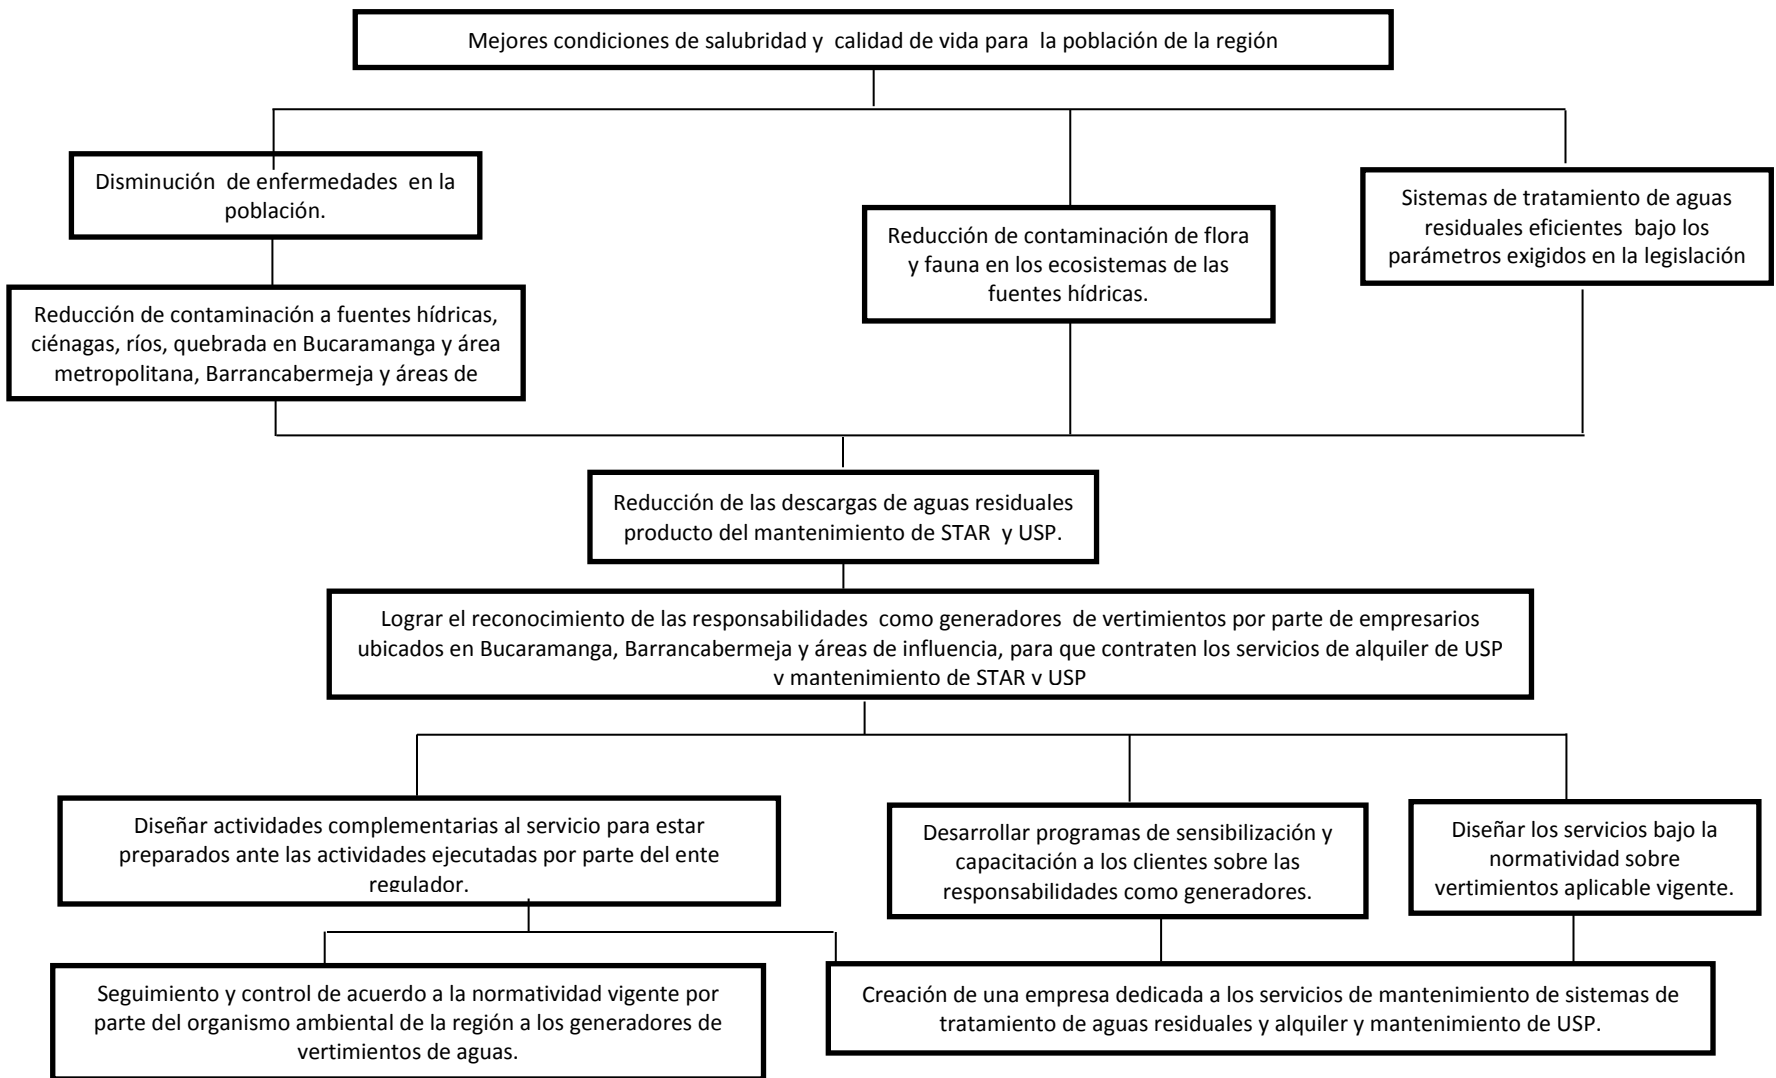 Mejores condiciones de salubridad y calidad de vida para la población de la región
Disminución de enfermedades en la
población.
Reducción de contaminación a fuentes hídricas,
ciénagas, ríos, quebrada en Bucaramanga y área
metropolitana, Barrancabermeja y áreas de
Reducción de contaminación de flora
y fauna en los ecosistemas de las
fuentes hídricas.
Sistemas de tratamiento de aguas
residuales eficientes bajo los
parámetros exigidos en la legislación
Reducción de las descargas de aguas residuales
producto del mantenimiento de STAR y USP.
Lograr el reconocimiento de las responsabilidades como generadores de vertimientos por parte de empresarios
ubicados en Bucaramanga, Barrancabermeja y áreas de influencia, para que contraten los servicios de alquiler de USP
y mantenimiento de STAR y USP
Diseñar actividades complementarias al servicio para estar
preparados ante las actividades ejecutadas por parte del ente
regulador.
Desarrollar programas de sensibilización y
capacitación a los clientes sobre las
responsabilidades como generadores.
Diseñar los servicios bajo la
normatividad sobre
vertimientos aplicable vigente.
Seguimiento y control de acuerdo a la normatividad vigente por
parte del organismo ambiental de la región a los generadores de
vertimientos de aguas.
Creación de una empresa dedicada a los servicios de mantenimiento de sistemas de
tratamiento de aguas residuales y alquiler y mantenimiento de USP.